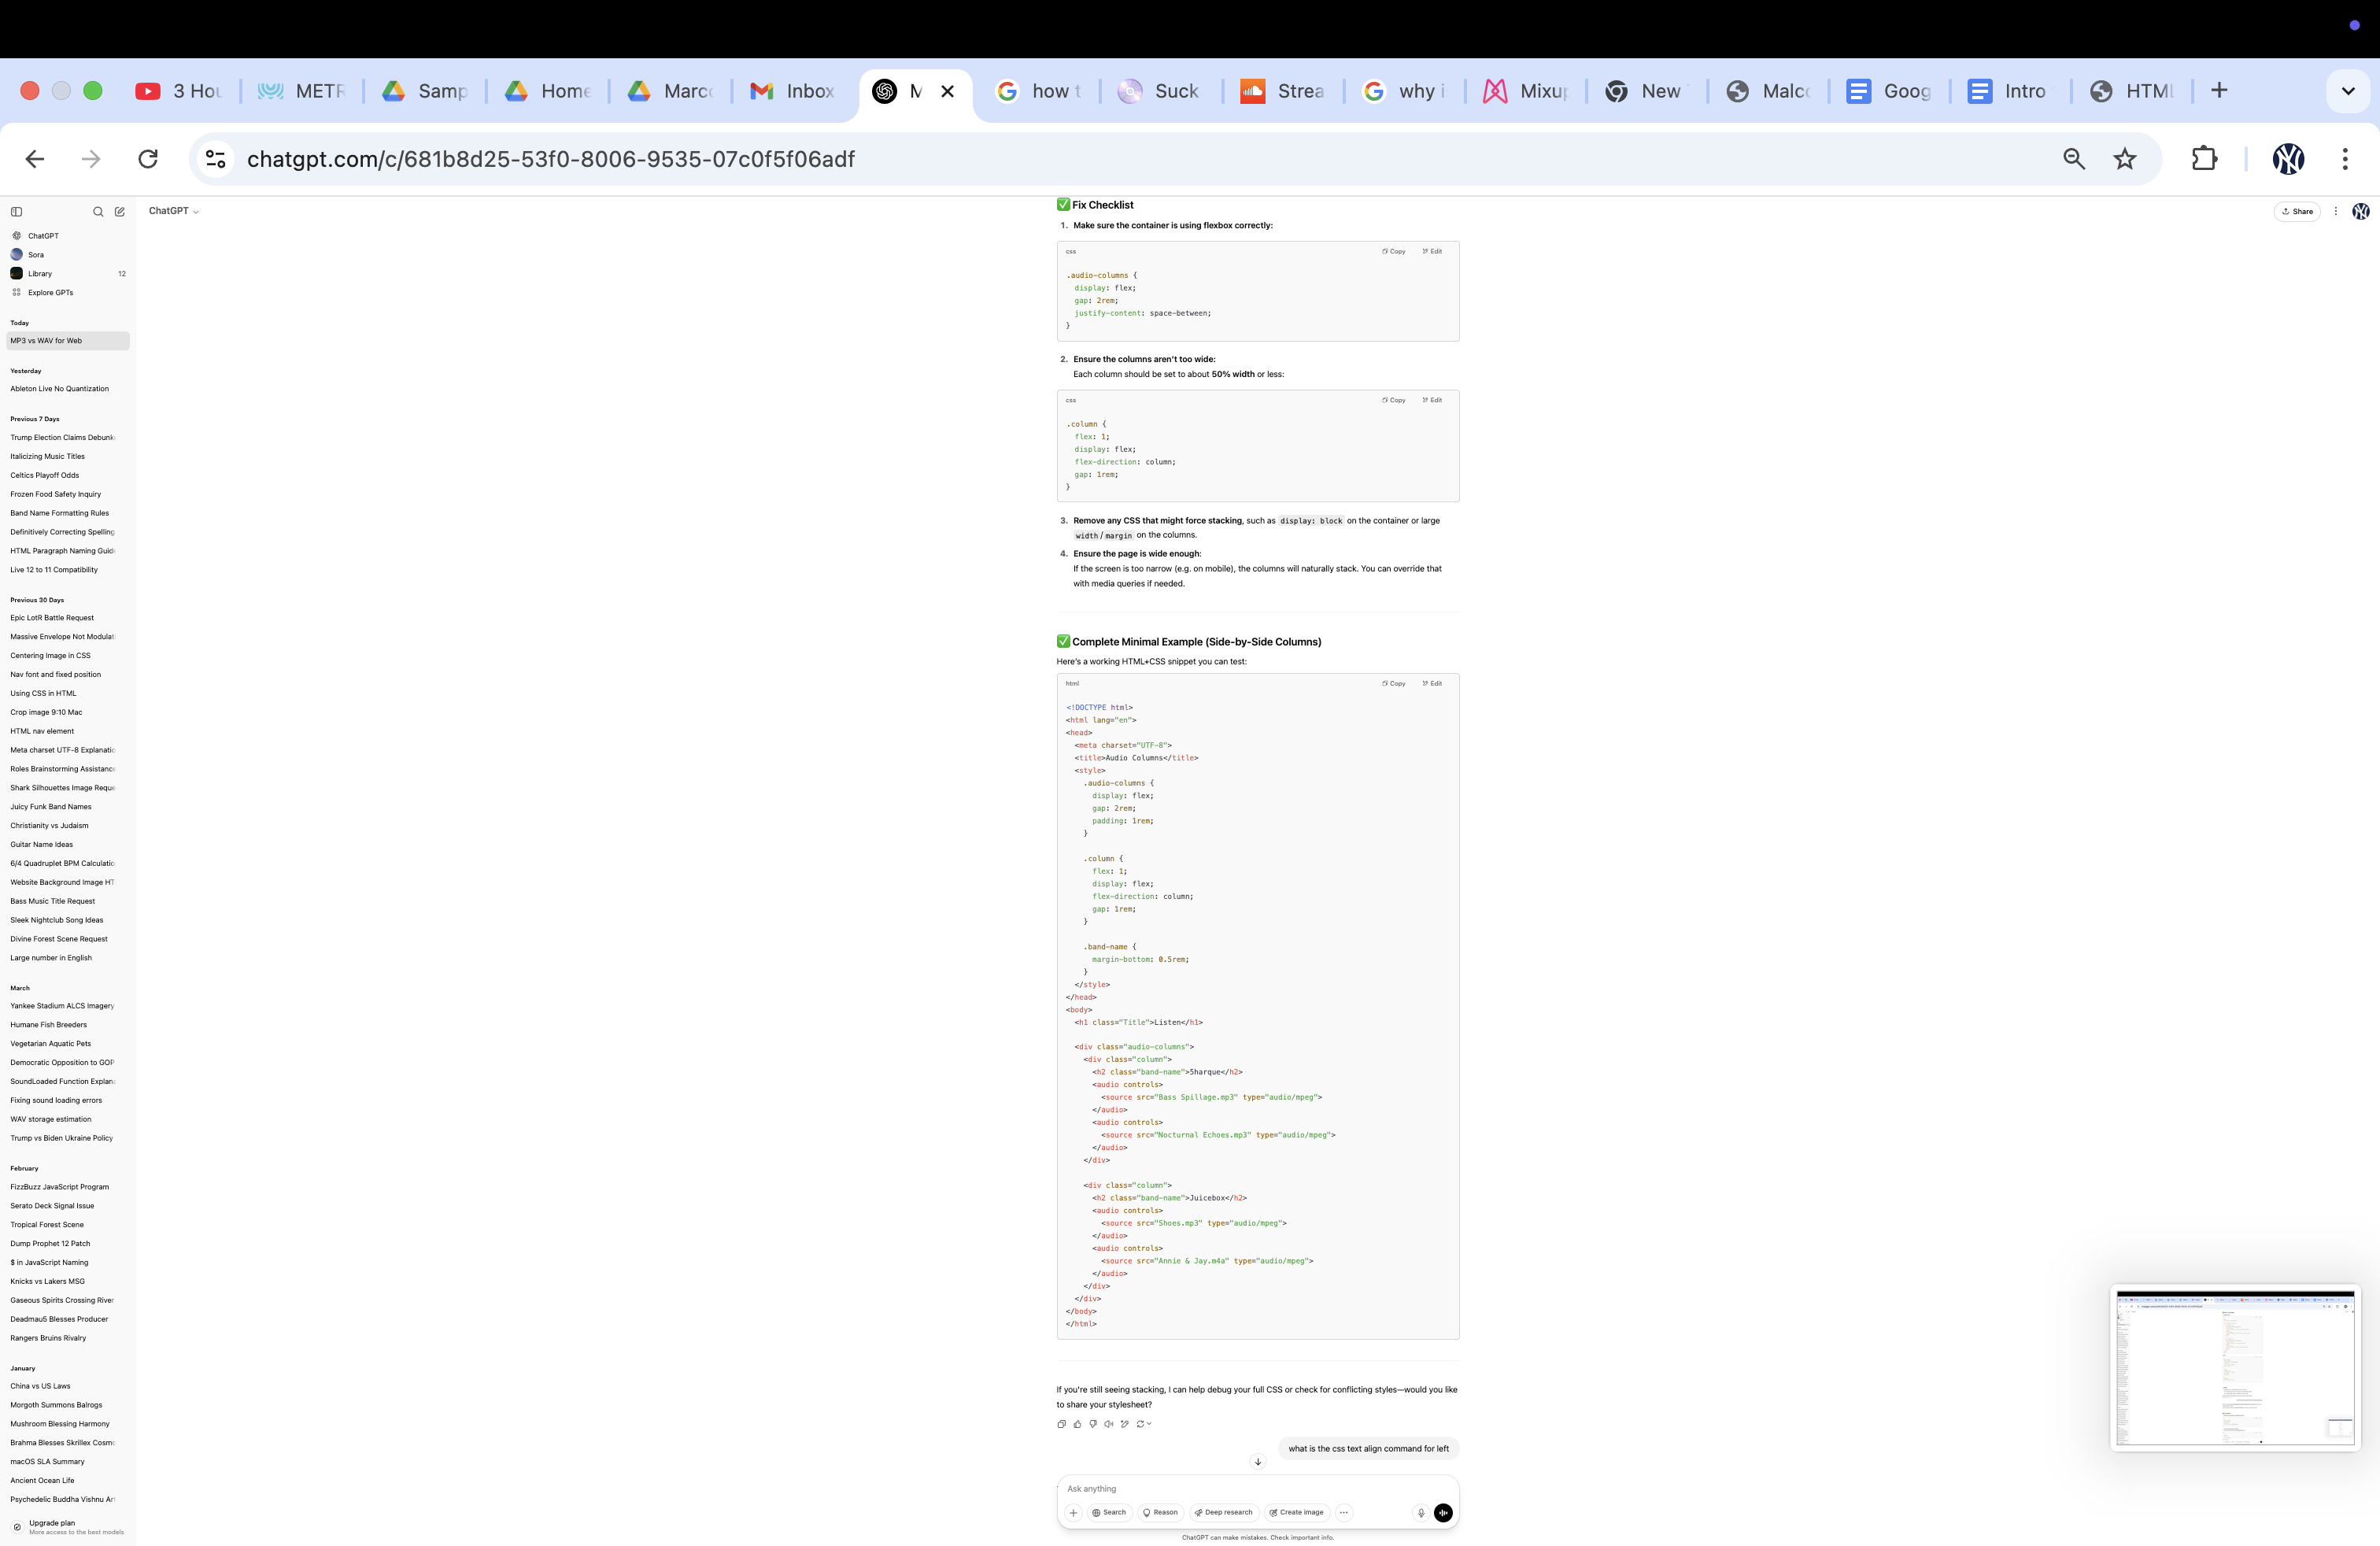 3 Hou
METR
Samp
Home
Marco
Inbox
M
how t
Suck
Strea
why i
Mixup
New
Malco
Goog
Intro
HTML
chatgpt.com/c/681b8d25-53f0-8006-9535-07c0f5f06adf
ChatGPT
Sora
Library 12
Explore GPTs
Today
MP3 vs WAV for Web
Yesterday
Ableton Live No Quantization
Previous 7 Days
Trump Election Claims Debunk
Italicizing Music Titles
Celtics Playoff Odds
Frozen Food Safety Inquiry
Band Name Formatting Rules
Definitively Correcting Spelling
HTML Paragraph Naming Guid
Live 12 to 11 Compatibility
Previous 30 Days
Epic LotR Battle Request
Massive Envelope Not Modulat
Centering Image in CSS
Nav font and fixed position
Using CSS in HTML
Crop image 9:10 Mac
HTML nav element
Meta charset UTF-8 Explanatio
Roles Brainstorming Assistance
Shark Silhouettes Image Reque
Juicy Funk Band Names
Christianity vs Judaism
Guitar Name Ideas
6/4 Quadruplet BPM Calculatio
Website Background Image HT
Bass Music Title Request
Sleek Nightclub Song Ideas
Divine Forest Scene Request
Large number in English
March
Yankee Stadium ALCS Imagery
Humane Fish Breeders
Vegetarian Aquatic Pets
Democratic Opposition to GOP
SoundLoaded Function Explan
Fixing sound loading errors
WAV storage estimation
Trump vs Biden Ukraine Policy
February
FizzBuzz JavaScript Program
Serato Deck Signal Issue
Tropical Forest Scene
Dump Prophet 12 Patch
$ in JavaScript Naming
Knicks vs Lakers MSG
Gaseous Spirits Crossing River
Deadmau5 Blesses Producer
Rangers Bruins Rivalry
January
China vs US Laws
Morgoth Summons Balrogs
Mushroom Blessing Harmony
Brahma Blesses Skrillex Cosmo
macOS SLA Summary
Ancient Ocean Life
Psychedelic Buddha Vishnu Ar
Upgrade plan
More access to the best models
ChatGPT
Share
✅ Fix Checklist
1. Make sure the container is using flexbox correctly:
css Copy Edit
.audio-columns {
  display: flex;
  gap: 2rem;
  justify-content: space-between;
}
2. Ensure the columns aren't too wide:
Each column should be set to about 50% width or less:
css Copy Edit
.column {
  flex: 1;
  display: flex;
  flex-direction: column;
  gap: 1rem;
}
3. Remove any CSS that might force stacking, such as display: block on the container or large
width / margin on the columns.
4. Ensure the page is wide enough:
If the screen is too narrow (e.g. on mobile), the columns will naturally stack. You can override that
with media queries if needed.
✅ Complete Minimal Example (Side-by-Side Columns)
Here's a working HTML+CSS snippet you can test:
html Copy Edit
<!DOCTYPE html>
<html lang="en">
<head>
  <meta charset="UTF-8">
  <title>Audio Columns</title>
  <style>
    .audio-columns {
      display: flex;
      gap: 2rem;
      padding: 1rem;
    }
    .column {
      flex: 1;
      display: flex;
      flex-direction: column;
      gap: 1rem;
    }
    .band-name {
      margin-bottom: 0.5rem;
    }
  </style>
</head>
<body>
  <h1 class="Title">Listen</h1>
  <div class="audio-columns">
    <div class="column">
      <h2 class="band-name">5harque</h2>
      <audio controls>
        <source src="Bass Spillage.mp3" type="audio/mpeg">
      </audio>
      <audio controls>
        <source src="Nocturnal Echoes.mp3" type="audio/mpeg">
      </audio>
    </div>
    <div class="column">
      <h2 class="band-name">Juicebox</h2>
      <audio controls>
        <source src="Shoes.mp3" type="audio/mpeg">
      </audio>
      <audio controls>
        <source src="Annie & Jay.m4a" type="audio/mpeg">
      </audio>
    </div>
  </div>
</body>
</html>
If you're still seeing stacking, I can help debug your full CSS or check for conflicting styles—would you like
to share your stylesheet?
what is the css text align command for left
Ask anything
Search Reason Deep research Create image
ChatGPT can make mistakes. Check important info.